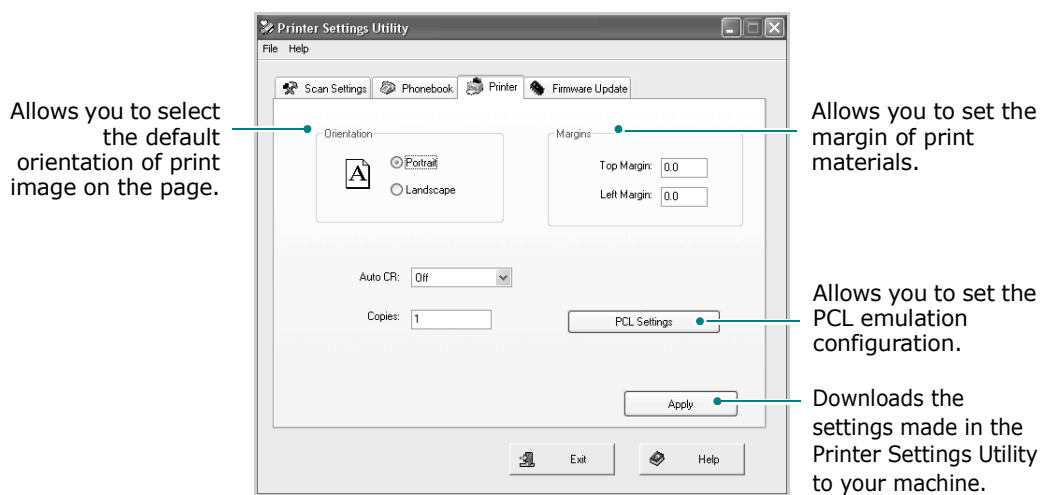 Printer Settings Utility
File Help
Scan Settings Phonebook Printer Firmware Update
Allows you to select
the default
orientation of print
image on the page.
Orientation
A
Portrait
Landscape
Margins
Top Margin: 0.0
Left Margin: 0.0
Allows you to set the
margin of print
materials.
Auto CR: Off
Copies: 1
PCL Settings
Allows you to set the
PCL emulation
configuration.
Apply
Downloads the
settings made in the
Printer Settings Utility
to your machine.
Exit
Help